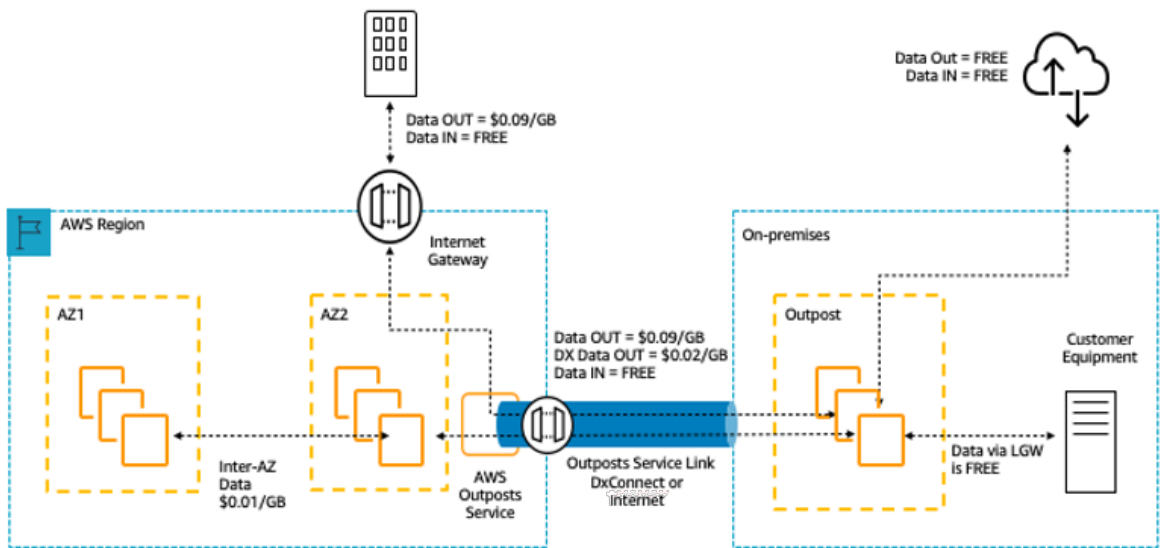 Data OUT = $0.09/GB
Data IN = FREE
Data Out = FREE
Data IN = FREE
AWS Region
Internet
Gateway
On-premises
AZ1
AZ2
Outpost
Data OUT = $0.09/GB
DX Data OUT = $0.02/GB
Data IN = FREE
Customer
Equipment
Inter-AZ
Data
$0.01/GB
AWS
Outposts
Service
Outposts Service Link
DxConnect or
Internet
Data via LGW
is FREE